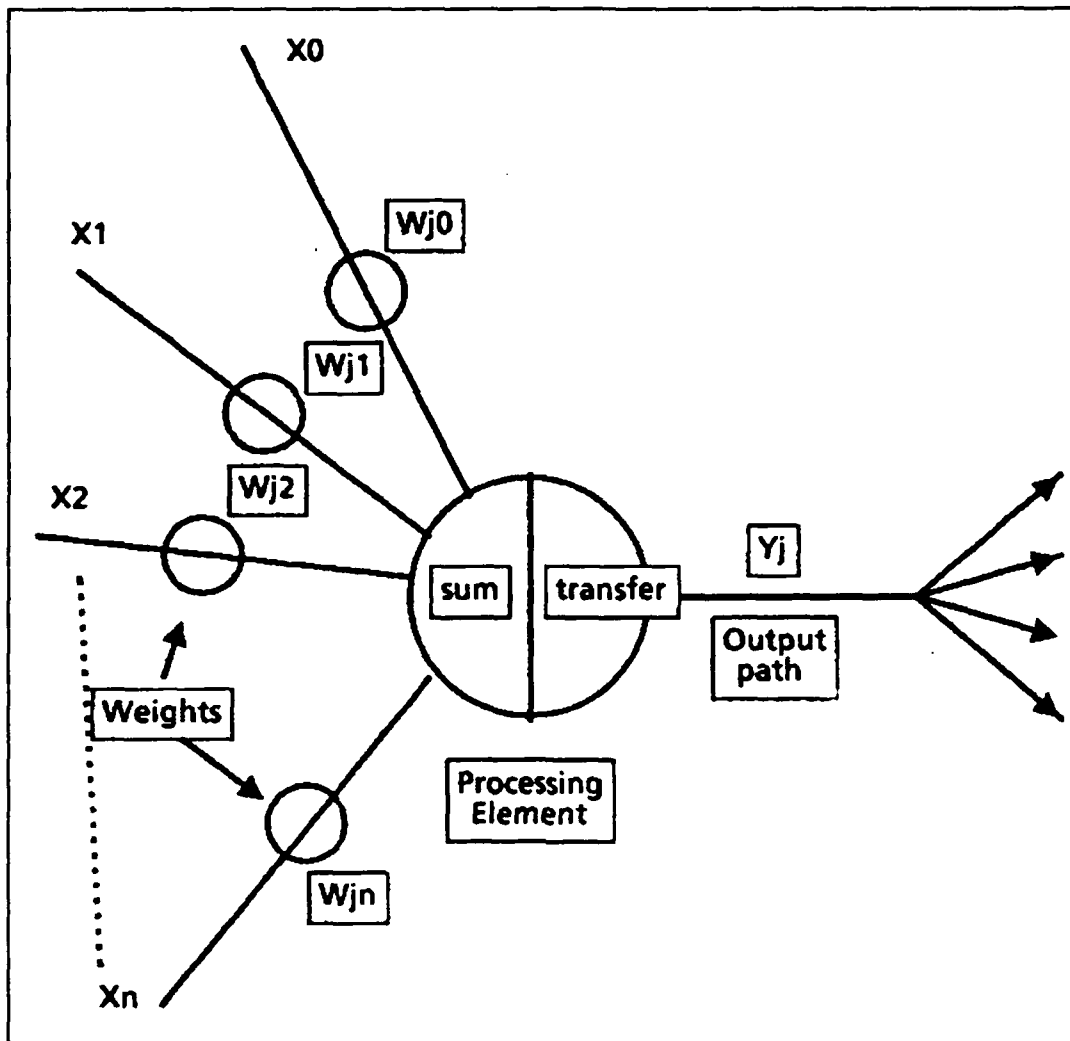 X0
Wj0
X1
Wj1
Wj2
X2
Yj
sum
transfer
Output
path
Weights
Processing
Element
Wjn
Xn